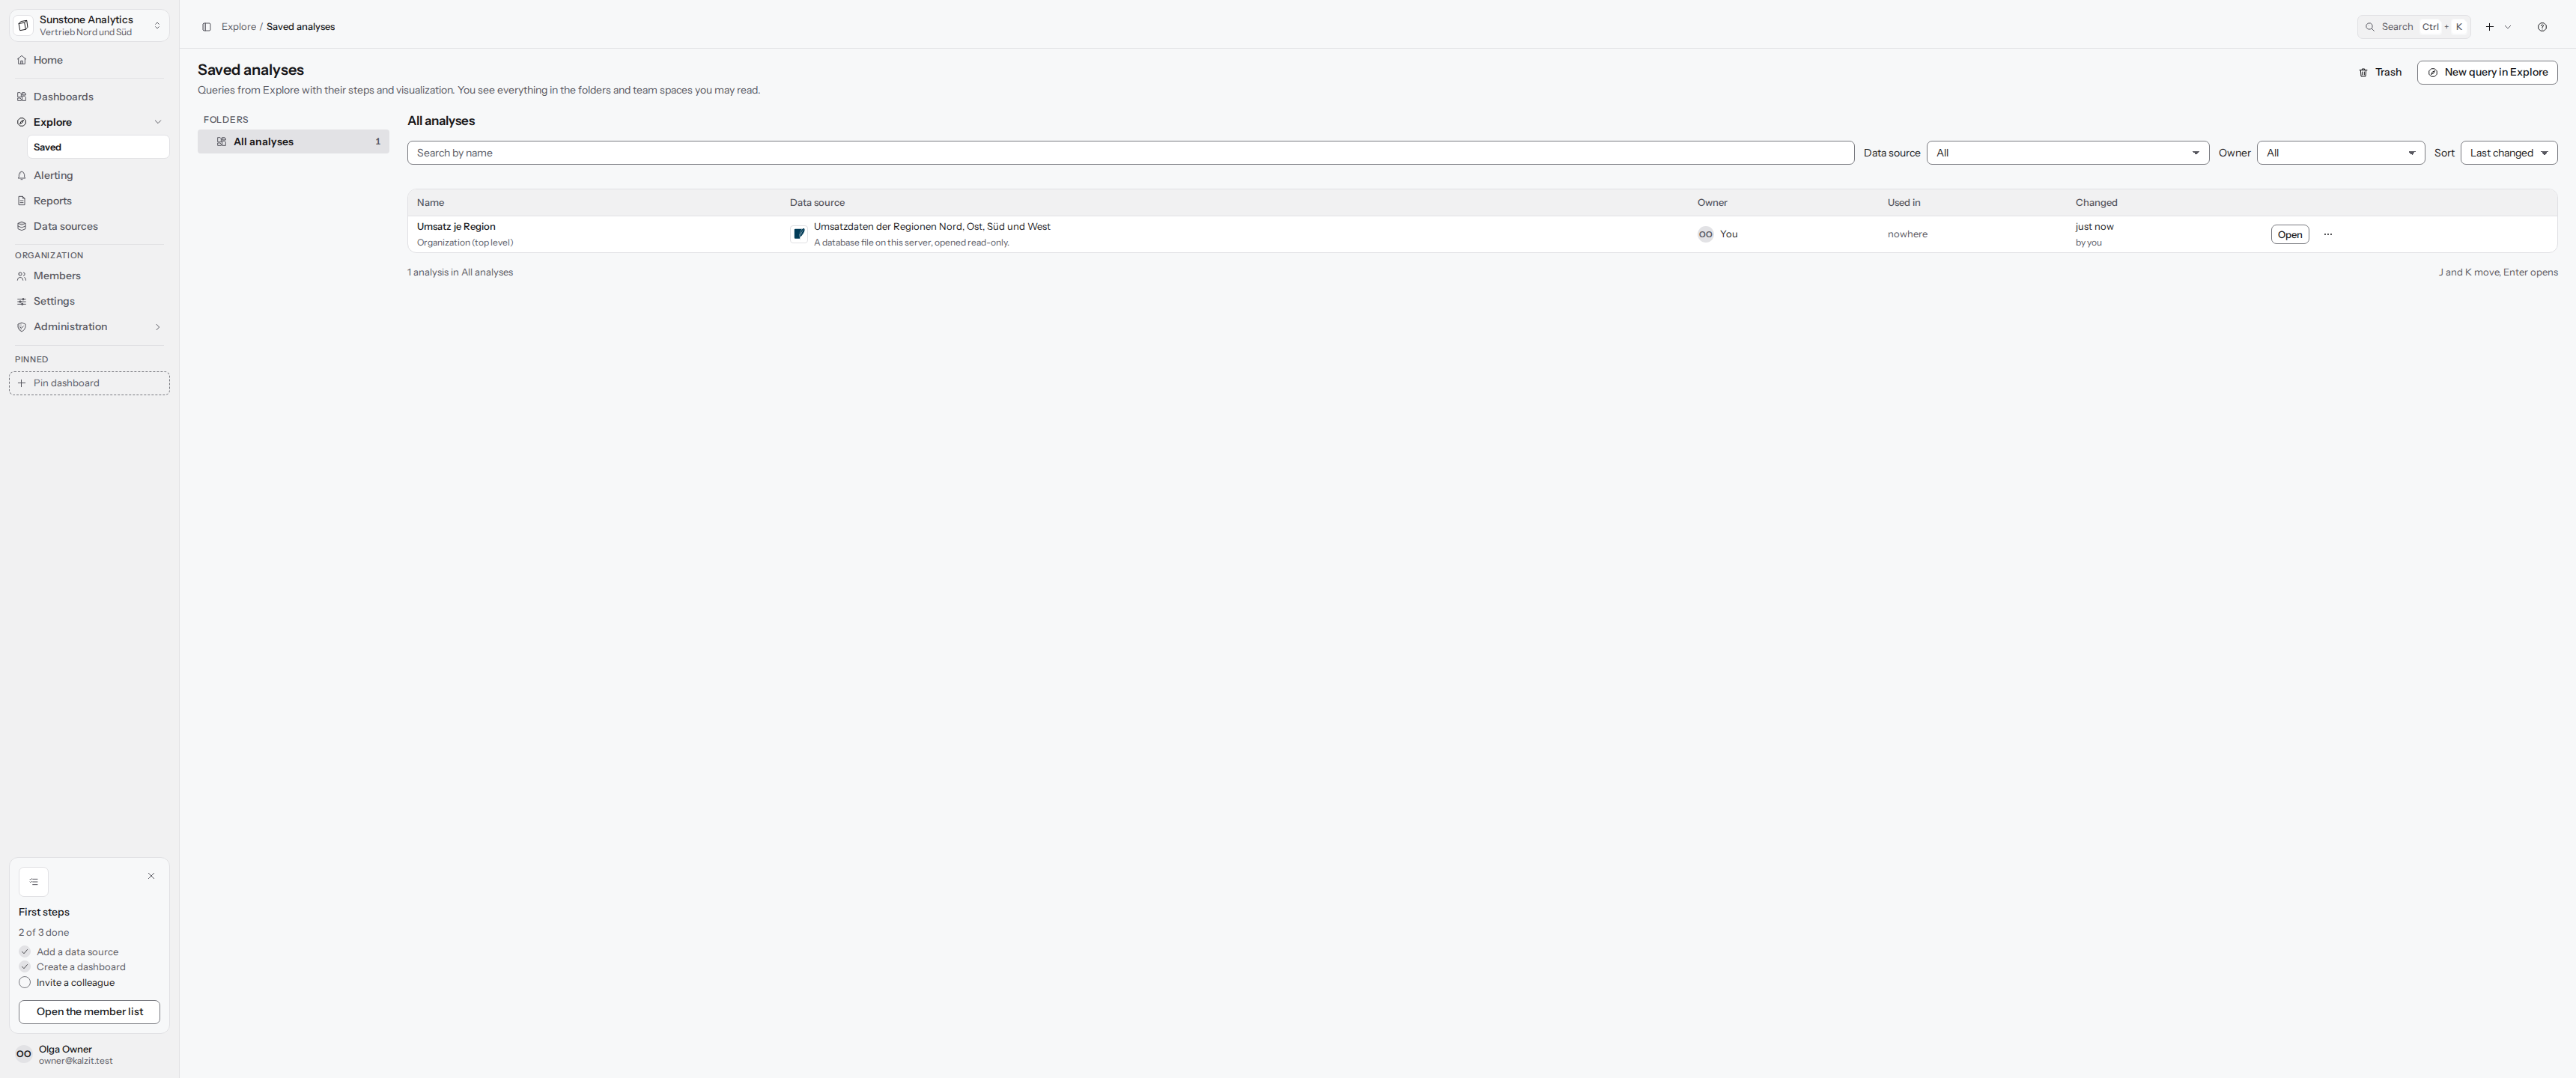 Sunstone Analytics
Vertrieb Nord und Süd
Home
Dashboards
Explore
Saved
Alerting
Reports
Data sources
ORGANIZATION
Members
Settings
Administration
PINNED
Pin dashboard
First steps
2 of 3 done
Add a data source
Create a dashboard
Invite a colleague
Open the member list
OO Olga Owner
owner@kalzit.test
Explore / Saved analyses
Search Ctrl + K
Saved analyses
Queries from Explore with their steps and visualization. You see everything in the folders and team spaces you may read.
Trash
New query in Explore
FOLDERS
All analyses 1
All analyses
Search by name
Data source All
Owner All
Sort Last changed
Name Data source Owner Used in Changed
Umsatz je Region
Organization (top level)
Umsatzdaten der Regionen Nord, Ost, Süd und West
A database file on this server, opened read-only.
OO You
nowhere
just now
by you
Open
1 analysis in All analyses
J and K move, Enter opens